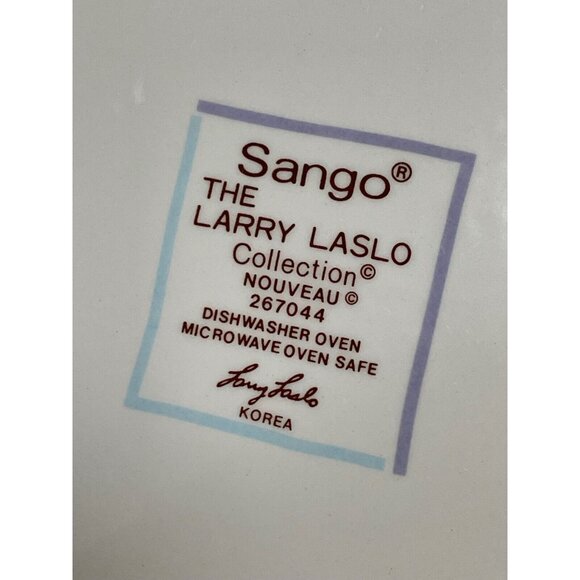 Sango®
THE
LARRY LASLO
Collection©
NOUVEAU ©
267044
DISHWASHER OVEN
MICROWAVE OVEN SAFE
Larry Laslo
KOREA